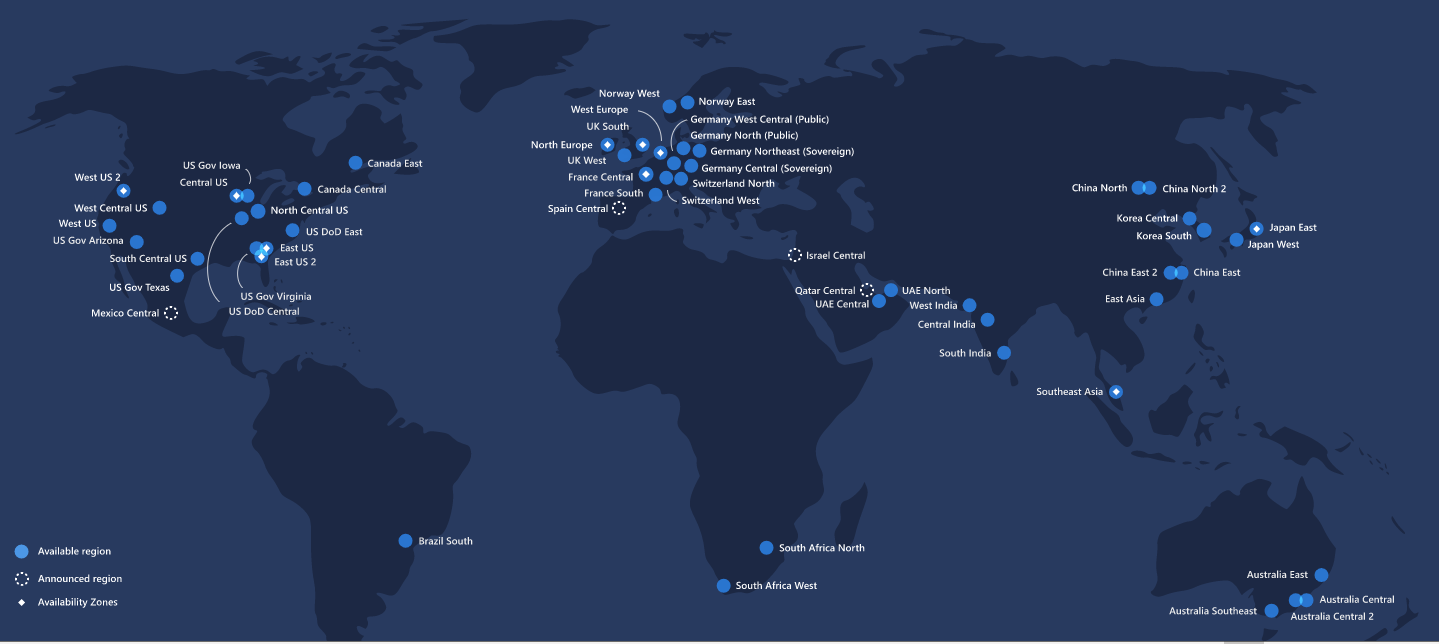 Norway West
Norway East
West Europe
Germany West Central (Public)
UK South
Germany North (Public)
North Europe
Germany Northeast (Sovereign)
UK West
Germany Central (Sovereign)
France Central
Switzerland North
France South
Switzerland West
Spain Central
US Gov Iowa
Canada East
West US 2
Central US
Canada Central
West Central US
North Central US
West US
US DoD East
US Gov Arizona
East US
South Central US
East US 2
US Gov Texas
US Gov Virginia
Mexico Central
US DoD Central
China North
China North 2
Korea Central
Korea South
Japan East
Japan West
Israel Central
China East 2
China East
Qatar Central
UAE North
UAE Central
West India
East Asia
Central India
South India
Southeast Asia
Brazil South
South Africa North
South Africa West
Australia East
Australia Central
Australia Southeast
Australia Central 2
Available region
Announced region
Availability Zones